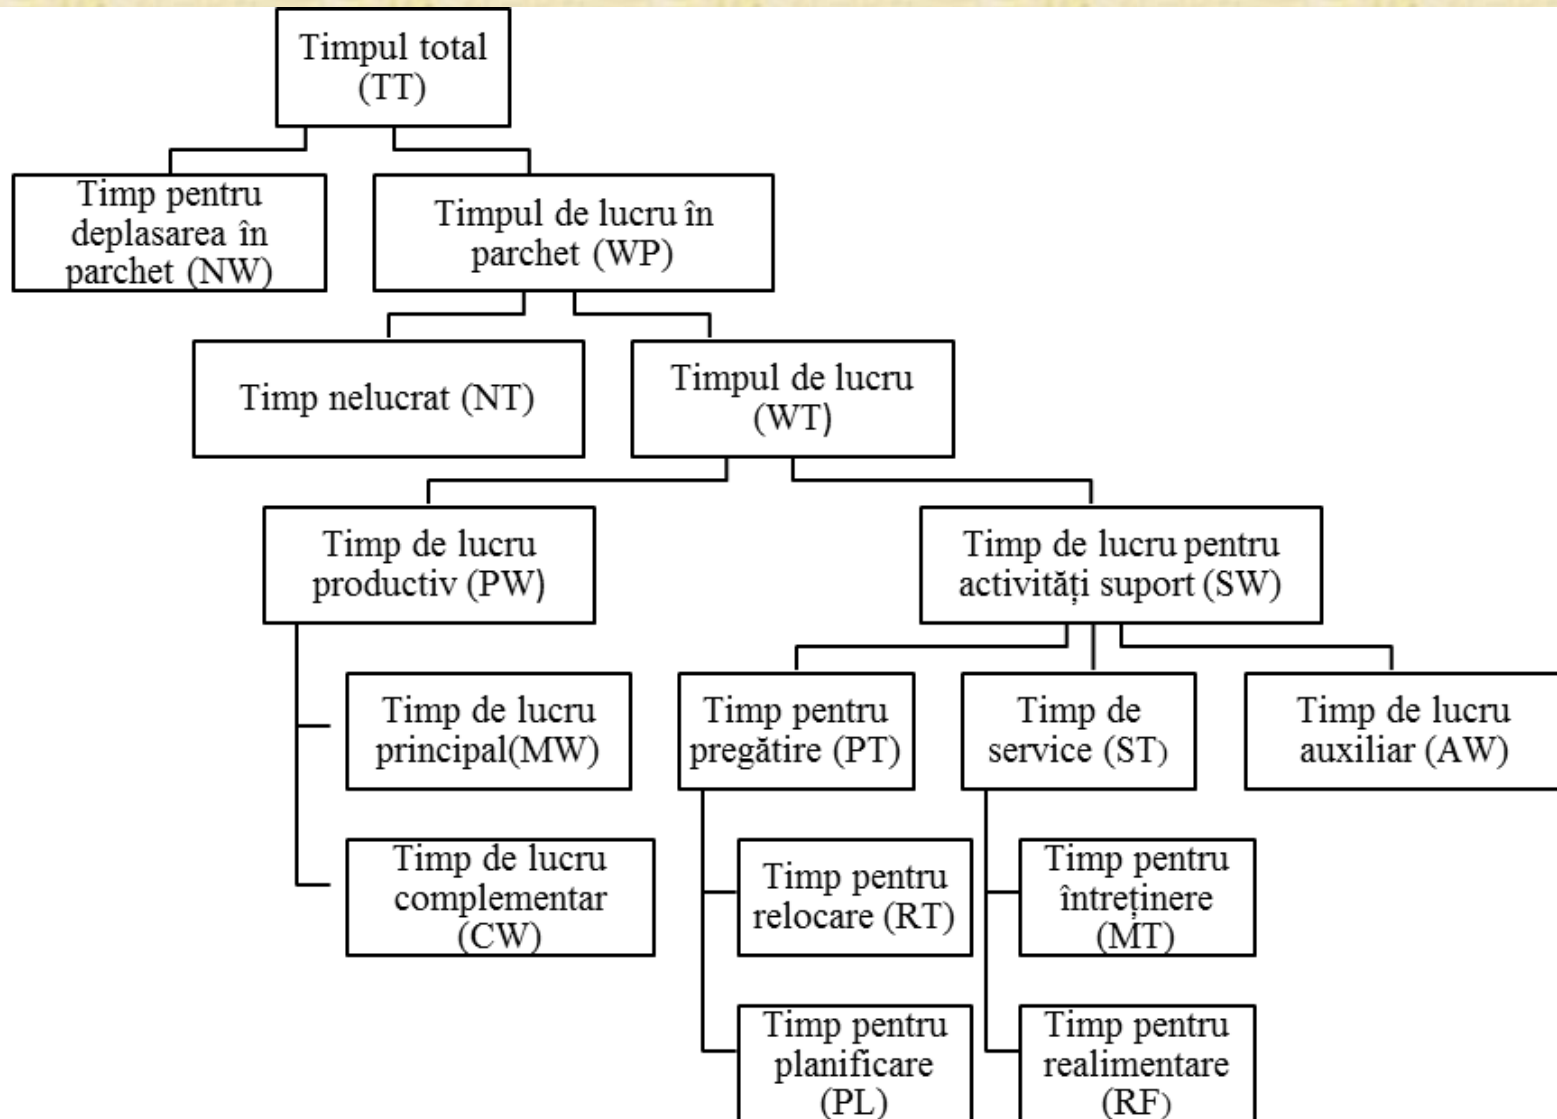 Timpul total
(TT)
Timp pentru
deplasarea în
parchet (NW)
Timpul de lucru în
parchet (WP)
Timp nelucrat (NT)
Timpul de lucru
(WT)
Timp de lucru
productiv (PW)
Timp de lucru pentru
activități suport (SW)
Timp de lucru
principal(MW)
Timp pentru
pregătire (PT)
Timp de
service (ST)
Timp de lucru
auxiliar (AW)
Timp de lucru
complementar
(CW)
Timp pentru
relocare (RT)
Timp pentru
întreținere
(MT)
Timp pentru
planificare
(PL)
Timp pentru
realimentare
(RF)